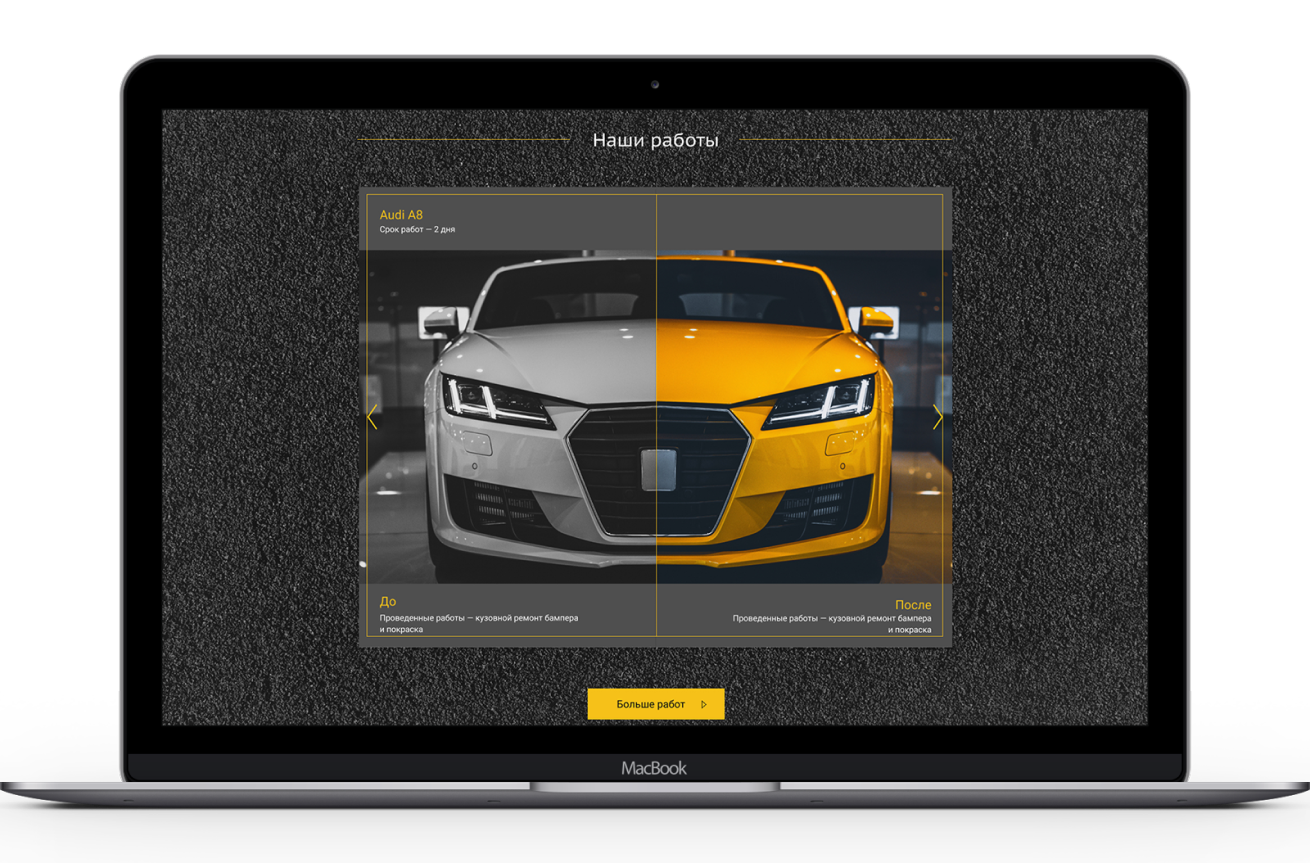 Наши работы
Audi A8
Срок работ — 2 дня
До
Проведенные работы — кузовной ремонт бампера
и покраска
После
Проведенные работы — кузовной ремонт бампера
и покраска
Больше работ
MacBook